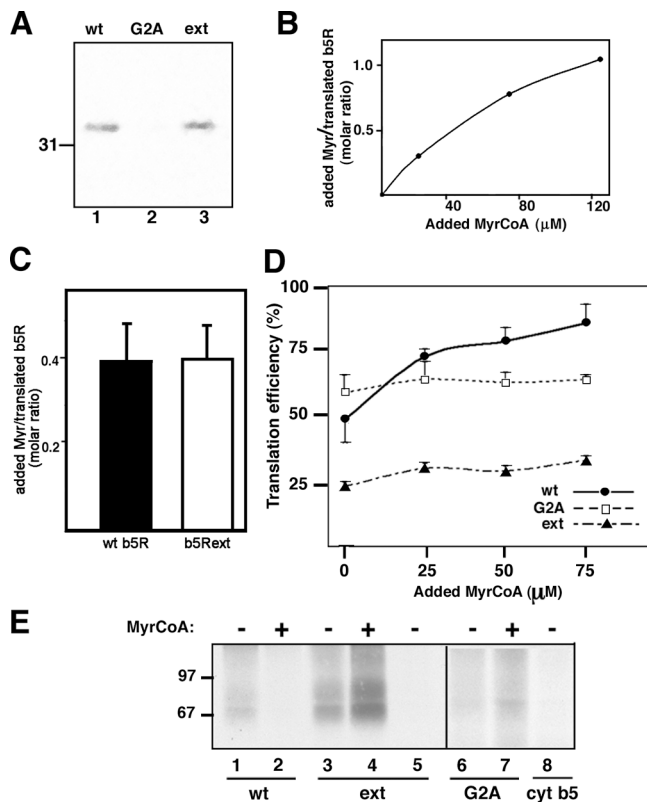 A
wt G2A ext
31
1 2 3
B
added Myr/translated b5R
(molar ratio)
1.0
0.5
40 80 120
Added MyrCoA (μM)
C
added Myr/translated b5R
(molar ratio)
0.4
0.2
wt b5R b5Rext
D
Translation efficiency (%)
100
75
50
25
wt
G2A
ext
0 25 50 75
Added MyrCoA (μM)
E
MyrCoA: - + - + - - + -
97
67
1 2 3 4 5 6 7 8
wt ext G2A cyt b5